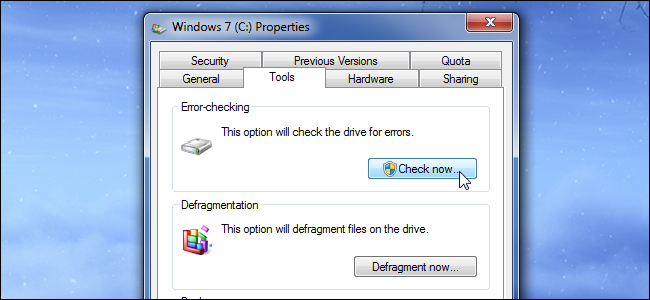 Windows 7 (C:) Properties
Security Previous Versions Quota
General Tools Hardware Sharing
Error-checking
This option will check the drive for errors.
Check now...
Defragmentation
This option will defragment files on the drive.
Defragment now...